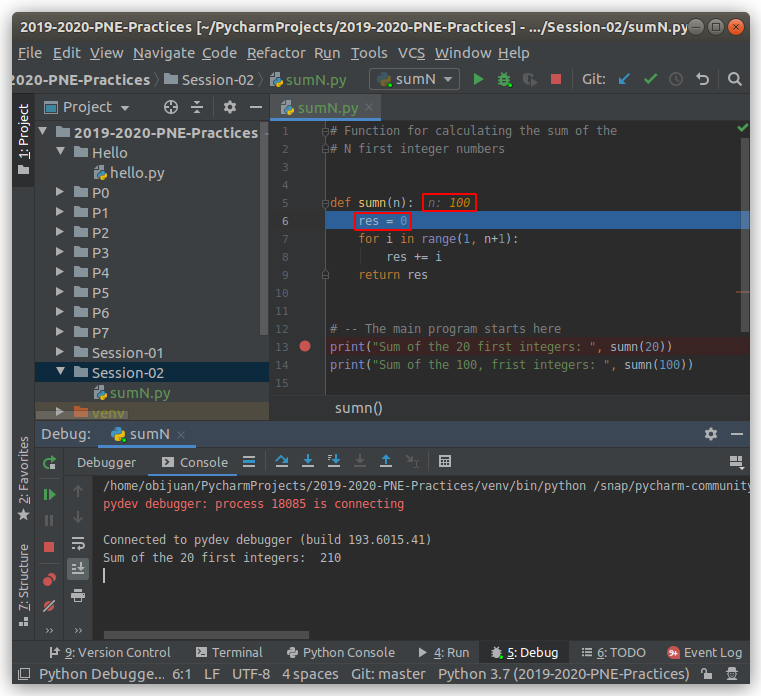 2019-2020-PNE-Practices [~/PycharmProjects/2019-2020-PNE-Practices] - .../Session-02/sumN.py
File Edit View Navigate Code Refactor Run Tools VCS Window Help
2020-PNE-Practices Session-02 sumN.py sumN Git:
1: Project
Project
sumN.py
2019-2020-PNE-Practices
Hello
hello.py
P0
P1
P2
P3
P4
P5
P6
P7
Session-01
Session-02
sumN.py
venv
1 # Function for calculating the sum of the
2 # N first integer numbers
3
4
5 def sumn(n): n: 100
6 res = 0
7 for i in range(1, n+1):
8 res += i
9 return res
10
11
12 # -- The main program starts here
13 print("Sum of the 20 first integers: ", sumn(20))
14 print("Sum of the 100, frist integers: ", sumn(100))
15
sumn()
Debug: sumN
Debugger Console
2: Favorites
7: Structure
/home/obijuan/PycharmProjects/2019-2020-PNE-Practices/venv/bin/python /snap/pycharm-community
pydev debugger: process 18085 is connecting
Connected to pydev debugger (build 193.6015.41)
Sum of the 20 first integers:  210
9: Version Control Terminal Python Console 4: Run 5: Debug 6: TODO 9+ Event Log
Python Debugge... 6:1 LF UTF-8 4 spaces Git: master Python 3.7 (2019-2020-PNE-Practices)